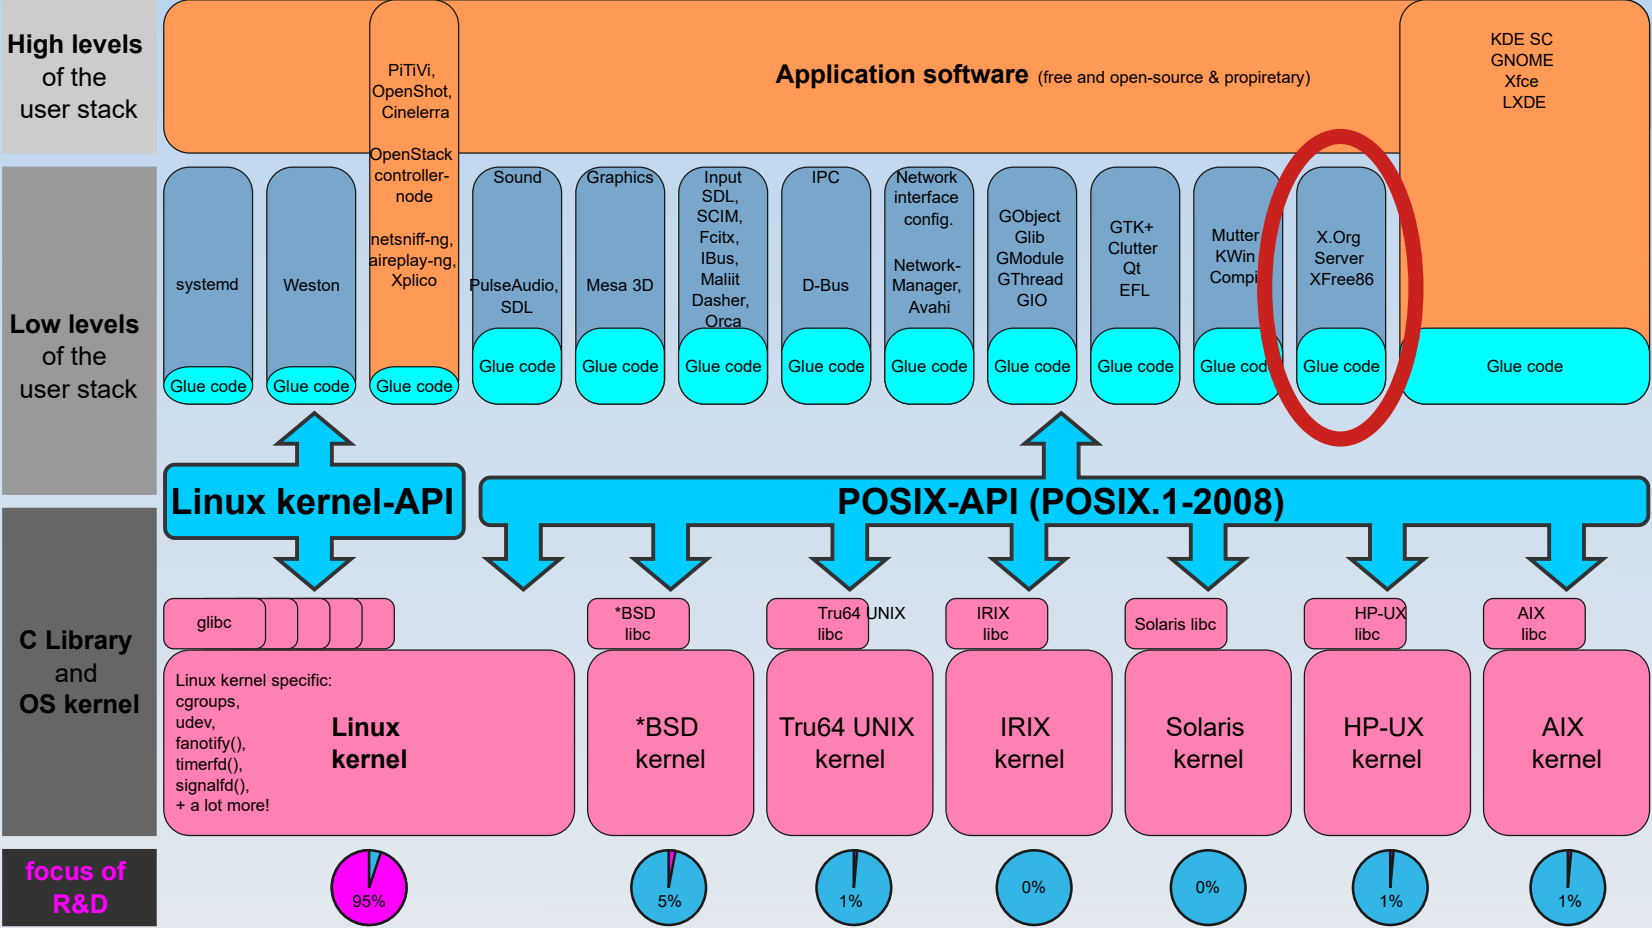 High levels
of the
user stack
PiTiVi,
OpenShot,
Cinelerra
OpenStack
controller-
node
netsniff-ng,
aireplay-ng,
Xplico
Application software (free and open-source & propiretary)
KDE SC
GNOME
Xfce
LXDE
Low levels
of the
user stack
systemd
Glue code
Weston
Glue code
Glue code
Sound
PulseAudio,
SDL
Glue code
Graphics
Mesa 3D
Glue code
Input
SDL,
SCIM,
Fcitx,
IBus,
Maliit
Dasher,
Orca
Glue code
IPC
D-Bus
Glue code
Network
interface
config.
Network-
Manager,
Avahi
Glue code
GObject
Glib
GModule
GThread
GIO
Glue code
GTK+
Clutter
Qt
EFL
Glue code
Mutter
KWin
Compi
Glue code
X.Org
Server
XFree86
Glue code
Glue code
Linux kernel-API
POSIX-API (POSIX.1-2008)
C Library
and
OS kernel
glibc
*BSD
libc
Tru64 UNIX
libc
IRIX
libc
Solaris libc
HP-UX
libc
AIX
libc
Linux kernel specific:
cgroups,
udev,
fanotify(),
timerfd(),
signalfd(),
+ a lot more!
Linux
kernel
*BSD
kernel
Tru64 UNIX
kernel
IRIX
kernel
Solaris
kernel
HP-UX
kernel
AIX
kernel
focus of
R&D
95%
5%
1%
0%
0%
1%
1%